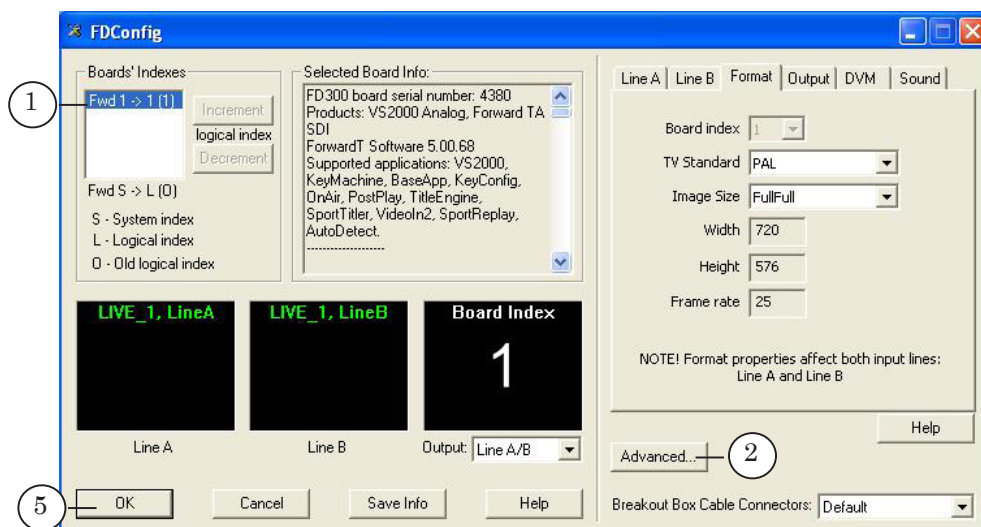 FDConfig
Boards' Indexes
Fwd 1 -> 1 (1)
Increment
logical index
Decrement
Fwd S -> L (O)
S - System index
L - Logical index
O - Old logical index
Selected Board Info:
FD300 board serial number: 4380
Products: VS2000 Analog, Forward TA
SDI
ForwardT Software 5.00.68
Supported applications: VS2000,
KeyMachine, BaseApp, KeyConfig,
OnAir, PostPlay, TitleEngine,
SportTitler, VideoIn2, SportReplay,
AutoDetect.
--------------------
LIVE_1, LineA
LIVE_1, LineB
Board Index
1
Line A
Line B
Output: Line A/B
OK
Cancel
Save Info
Help
Line A
Line B
Format
Output
DVM
Sound
Board index 1
TV Standard PAL
Image Size FullFull
Width 720
Height 576
Frame rate 25
NOTE! Format properties affect both input lines:
Line A and Line B
Help
Advanced...
Breakout Box Cable Connectors: Default
1
2
5